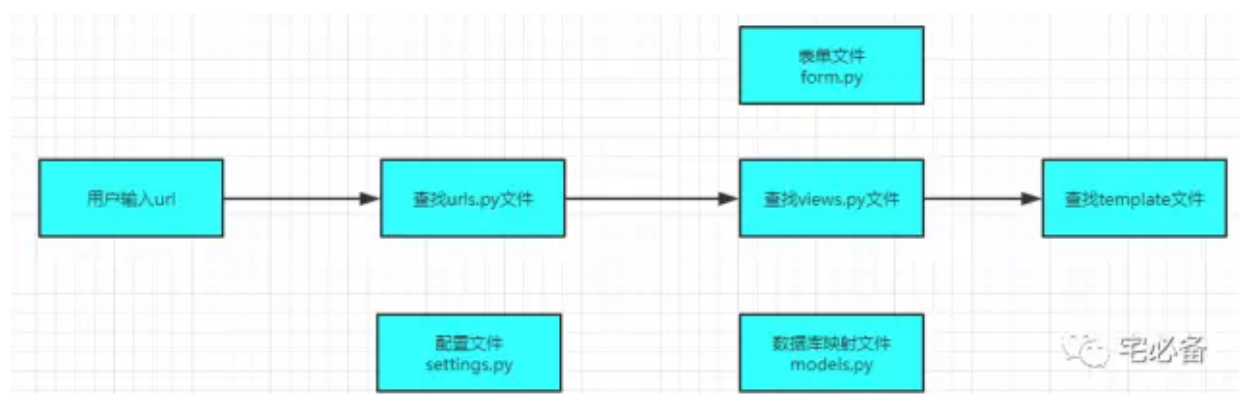 表单文件
form.py
用户输入url
查找urls.py文件
查找views.py文件
查找template文件
配置文件
settings.py
数据库映射文件
models.py
宅必备